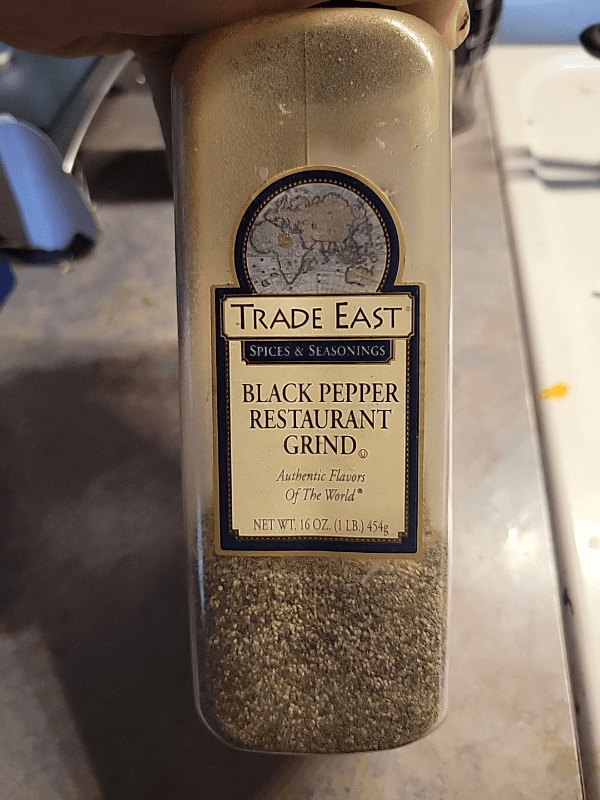 TRADE EAST®
SPICES & SEASONINGS
BLACK PEPPER
RESTAURANT
GRIND Ⓤ
Authentic Flavors
Of The World®
NET WT. 16 OZ. (1 LB.) 454g